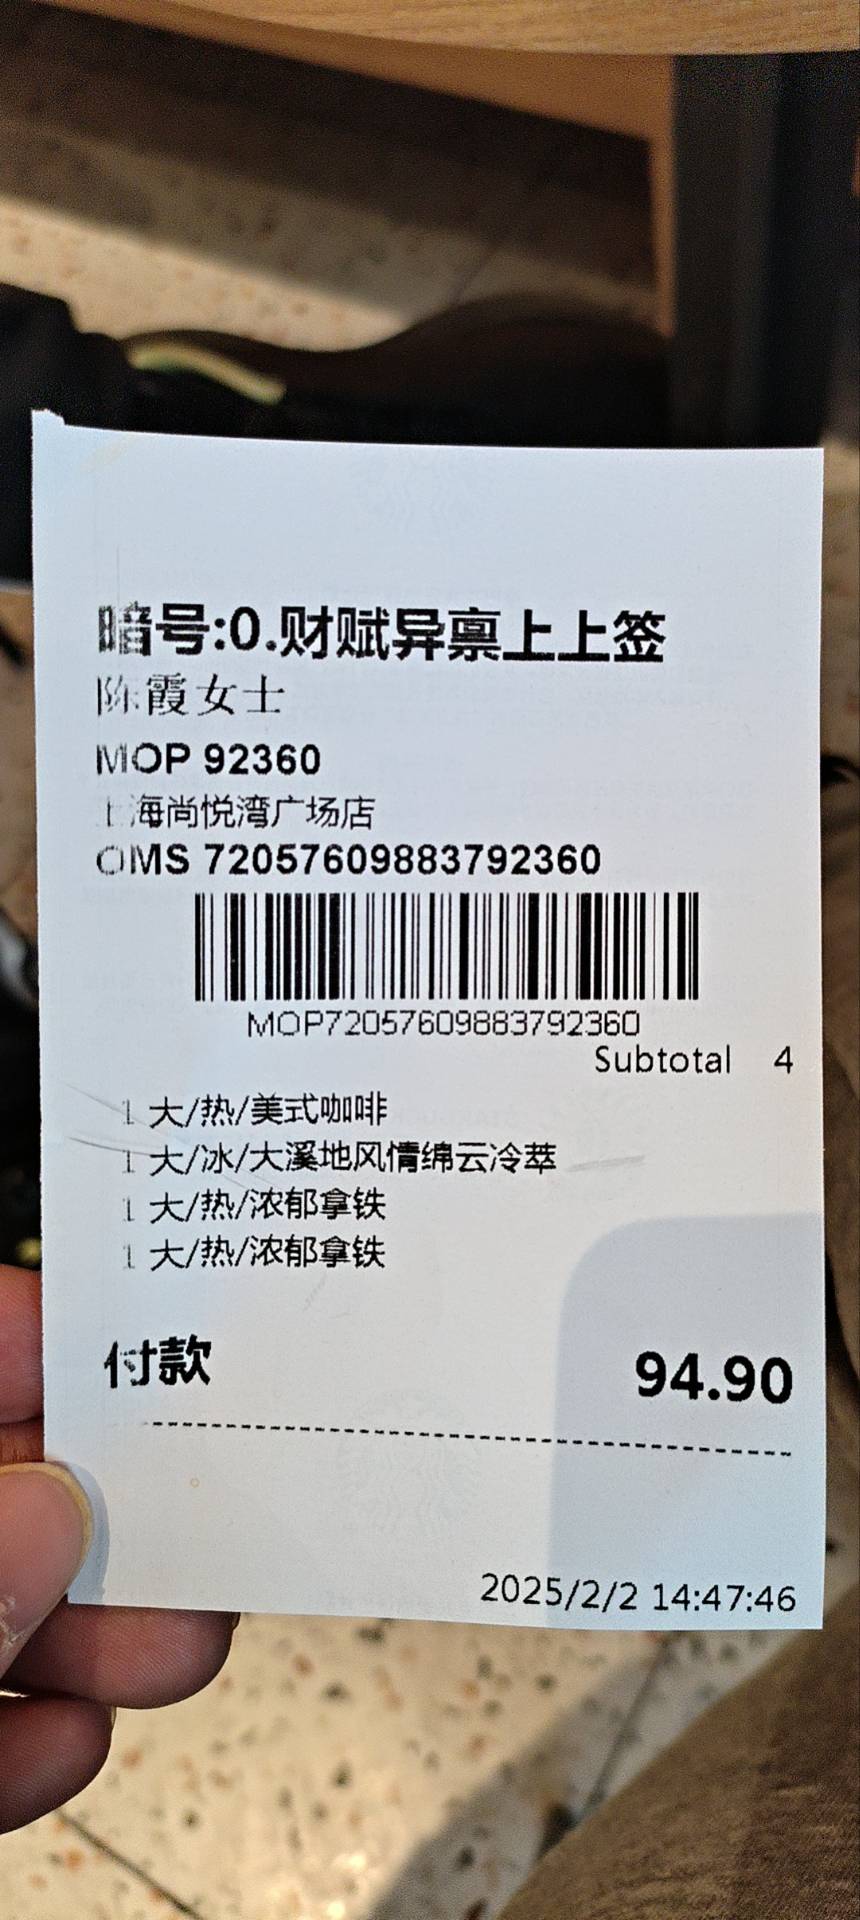 暗号:0.财赋异禀上上签
陈霞女士
MOP 92360
上海尚悦湾广场店
OMS 72057609883792360
MOP72057609883792360
Subtotal 4
1 大/热/美式咖啡
1 大/冰/大溪地风情绵云冷萃
1 大/热/浓郁拿铁
1 大/热/浓郁拿铁
付款 94.90
2025/2/2 14:47:46